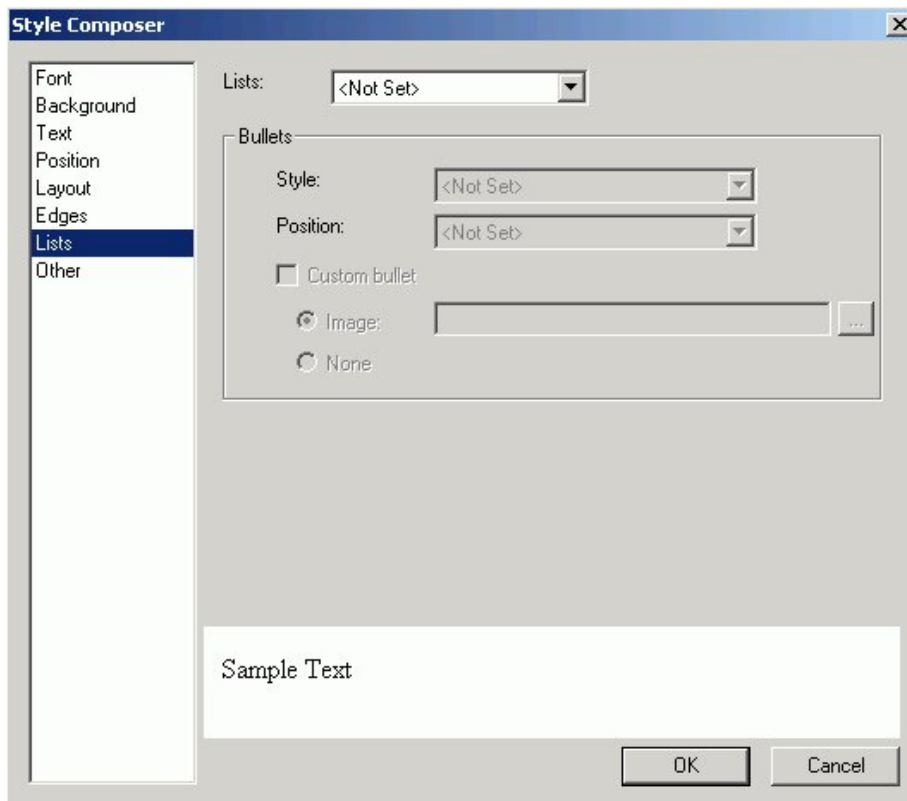 Style Composer
Font
Background
Text
Position
Layout
Edges
Lists
Other
Lists: <Not Set>
Bullets
Style: <Not Set>
Position: <Not Set>
Custom bullet
Image: ...
None
Sample Text
OK Cancel